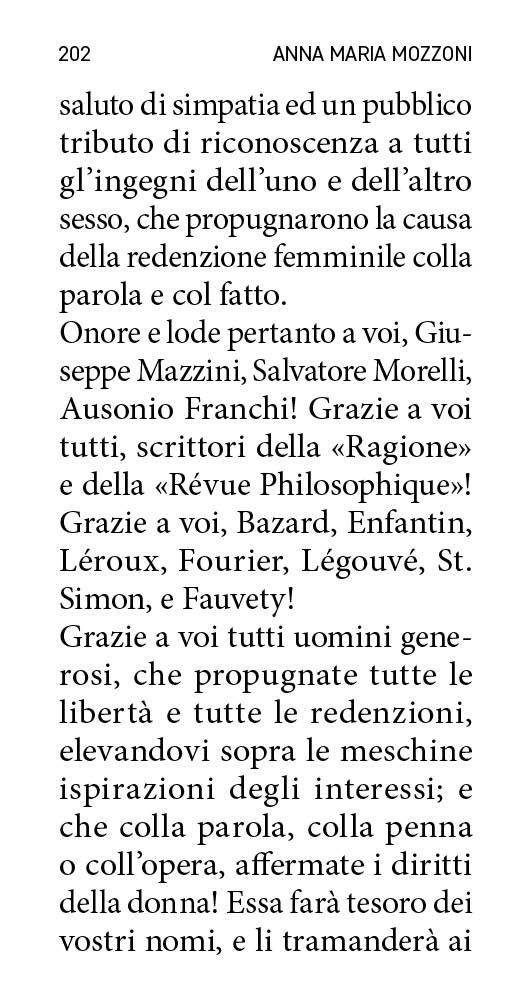 202 ANNA MARIA MOZZONI
saluto di simpatia ed un pubblico
tributo di riconoscenza a tutti
gl’ingegni dell’uno e dell’altro
sesso, che propugnarono la causa
della redenzione femminile colla
parola e col fatto.
Onore e lode pertanto a voi, Giu-
seppe Mazzini, Salvatore Morelli,
Ausonio Franchi! Grazie a voi
tutti, scrittori della «Ragione»
e della «Révue Philosophique»!
Grazie a voi, Bazard, Enfantin,
Léroux, Fourier, Légouvé, St.
Simon, e Fauvety!
Grazie a voi tutti uomini gene-
rosi, che propugnate tutte le
libertà e tutte le redenzioni,
elevandovi sopra le meschine
ispirazioni degli interessi; e
che colla parola, colla penna
o coll’opera, affermate i diritti
della donna! Essa farà tesoro dei
vostri nomi, e li tramanderà ai